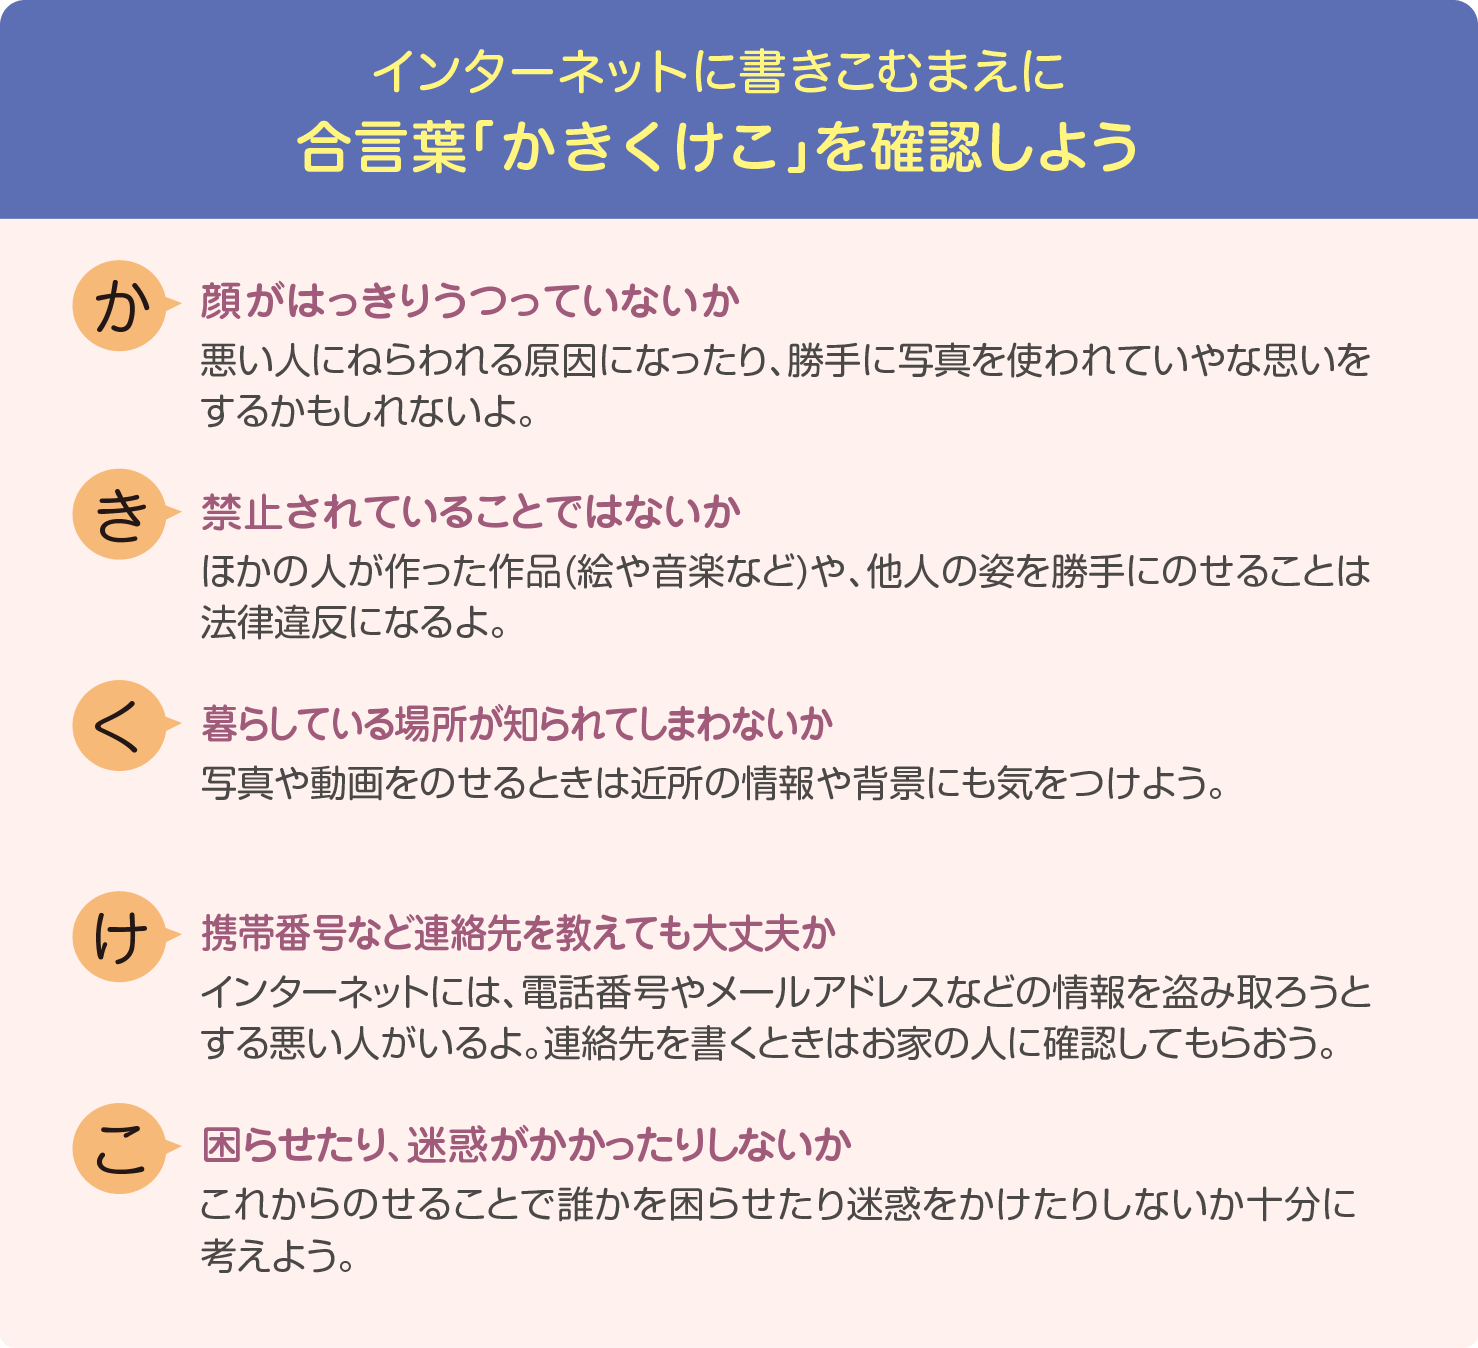 インターネットに書きこむまえに
合言葉「かきくけこ」を確認しよう
か
顔がはっきりうつっていないか
悪い人にねらわれる原因になったり、勝手に写真を使われていやな思いを
するかもしれないよ。
き
禁止されていることではないか
ほかの人が作った作品(絵や音楽など)や、他人の姿を勝手にのせることは
法律違反になるよ。
く
暮らしている場所が知られてしまわないか
写真や動画をのせるときは近所の情報や背景にも気をつけよう。
け
携帯番号など連絡先を教えても大丈夫か
インターネットには、電話番号やメールアドレスなどの情報を盗み取ろうと
する悪い人がいるよ。連絡先を書くときはお家の人に確認してもらおう。
こ
困らせたり、迷惑がかかったりしないか
これからのせることで誰かを困らせたり迷惑をかけたりしないか十分に
考えよう。